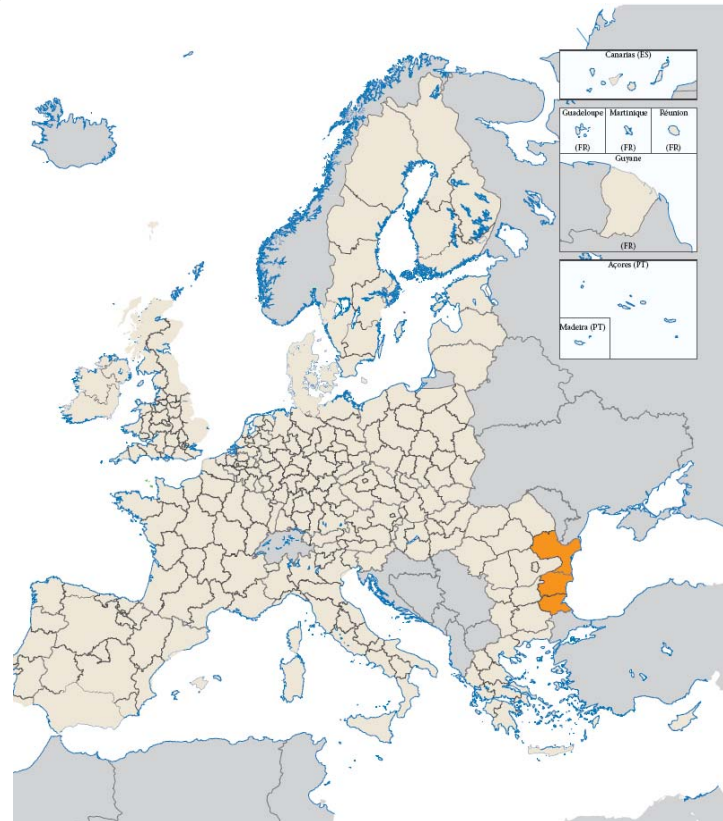 Canarias (ES)
Guadeloupe
Martinique
Réunion
(FR)
(FR)
(FR)
Guyane
(FR)
Açores (PT)
Madeira (PT)